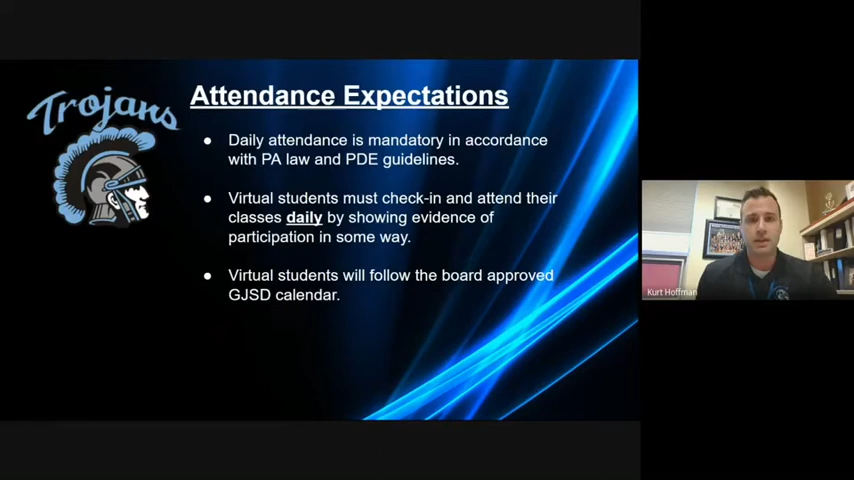 Trojans
Attendance Expectations
● Daily attendance is mandatory in accordance
with PA law and PDE guidelines.
● Virtual students must check-in and attend their
classes daily by showing evidence of
participation in some way.
● Virtual students will follow the board approved
GJSD calendar.
Kurt Hoffman